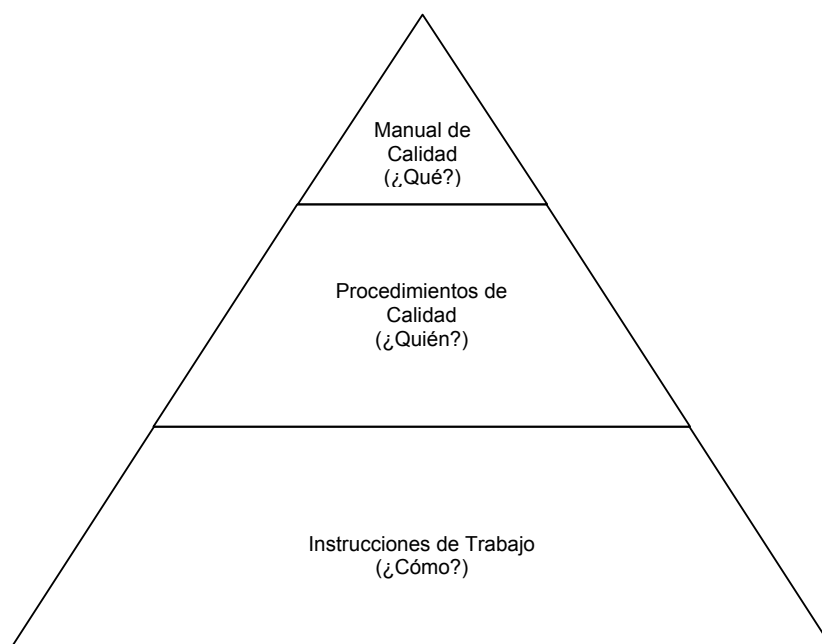 Manual de
Calidad
(¿Qué?)
Procedimientos de
Calidad
(¿Quién?)
Instrucciones de Trabajo
(¿Cómo?)